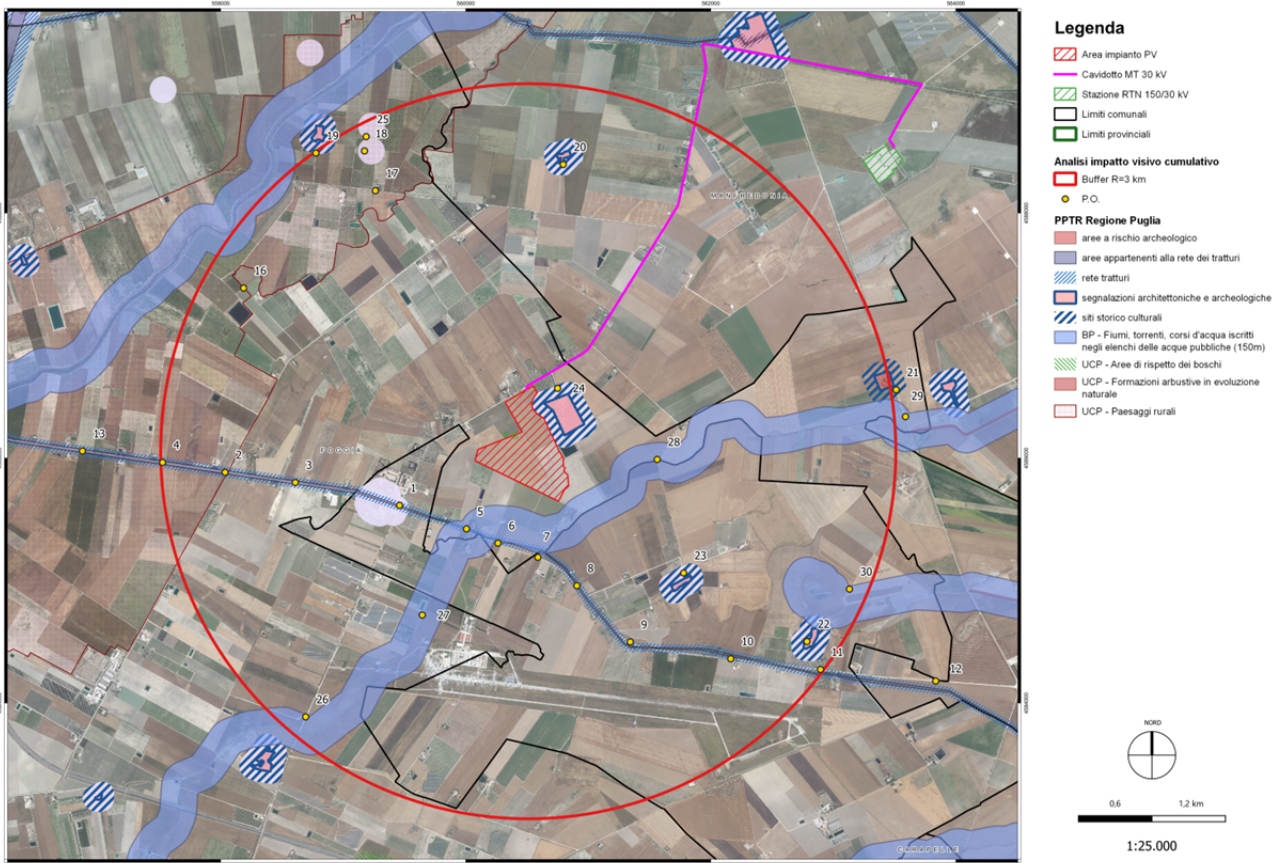 558000
560000
562000
564000
4588000
4586000
4584000
25
18
19
17
20
16
MANFREDONIA
24
21
29
28
13
4
2
3
FOGGIA
1
5
6
7
8
23
30
27
9
10
22
11
12
26
CARAPELLE
Legenda
Area impianto PV
Cavidotto MT 30 kV
Stazione RTN 150/30 kV
Limiti comunali
Limiti provinciali
Analisi impatto visivo cumulativo
Buffer R=3 km
P.O.
PPTR Regione Puglia
aree a rischio archeologico
aree appartenenti alla rete dei tratturi
rete tratturi
segnalazioni architettoniche e archeologiche
siti storico culturali
BP - Fiumi, torrenti, corsi d'acqua iscritti
negli elenchi delle acque pubbliche (150m)
UCP - Aree di rispetto dei boschi
UCP - Formazioni arbustive in evoluzione
naturale
UCP - Paesaggi rurali
NORD
0,6 1,2 km
1:25.000